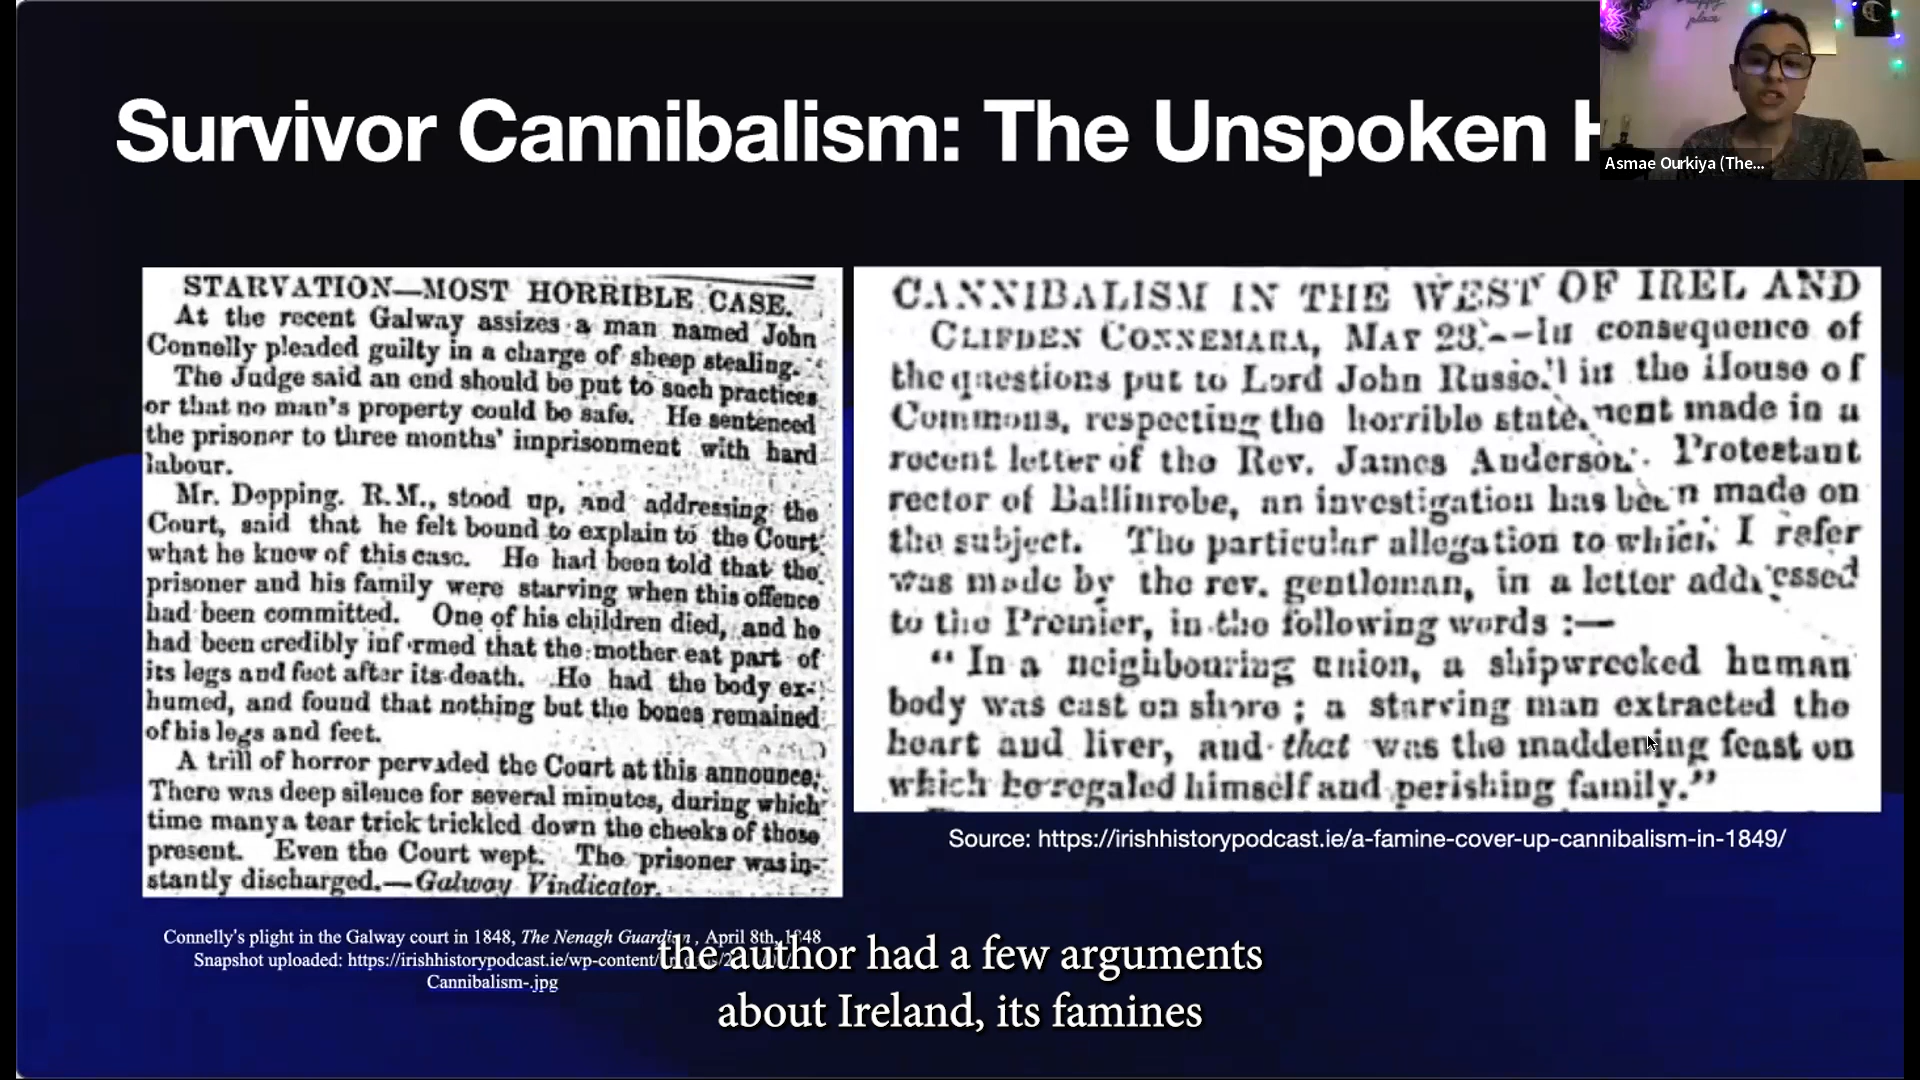 happy
place
Asmae Ourkiya (The...
Survivor Cannibalism: The Unspoken H
STARVATION—MOST HORRIBLE CASE.
At the recent Galway assizes a man named John
Connelly pleaded guilty in a charge of sheep stealing.
The Judge said an end should be put to such practices
or that no man's property could be safe. He sentenced
the prisoner to three months' imprisonment with hard
labour.
Mr. Dopping. R.M., stood up, and addressing the
Court, said that he felt bound to explain to the Court
what he knew of this case. He had been told that the
prisoner and his family were starving when this offence
had been committed. One of his children died, and he
had been credibly inf rmed that the mother eat part of
its legs and feet after its death. He had the body ex-
humed, and found that nothing but the bones remained
of his legs and feet.
A trill of horror pervaded the Court at this announce.
There was deep silence for several minutes, during which
time many a tear trick trickled down the cheeks of those
present. Even the Court wept. The prisoner was in-
stantly discharged.—Galway Vindicator.
CANNIBALISM IN THE WEST OF IRELAND
CLIFDEN CONNEMARA, MAY 23.—In consequence of
the questions put to Lord John Russell in the House of
Commons, respecting the horrible statement made in a
recent letter of the Rev. James Anderson. Protestant
rector of Ballinrobe, an investigation has been made on
the subject. The particular allegation to which I refer
was made by the rev. gentleman, in a letter addressed
to the Premier, in the following words :—
“In a neighbouring union, a shipwrecked human
body was cast on shore ; a starving man extracted the
heart and liver, and that was the maddening feast on
which he regaled himself and perishing family.”
Source: https://irishhistorypodcast.ie/a-famine-cover-up-cannibalism-in-1849/
Connelly's plight in the Galway court in 1848, The Nenagh Guardian , April 8th, 1848
Snapshot uploaded: https://irishhistorypodcast.ie/wp-content/
Cannibalism-.jpg
the author had a few arguments
about Ireland, its famines